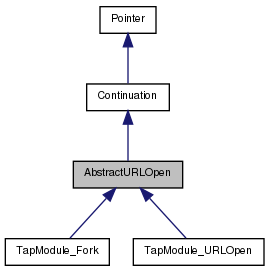 Pointer
Continuation
AbstractURLOpen
TapModule_Fork
TapModule_URLOpen